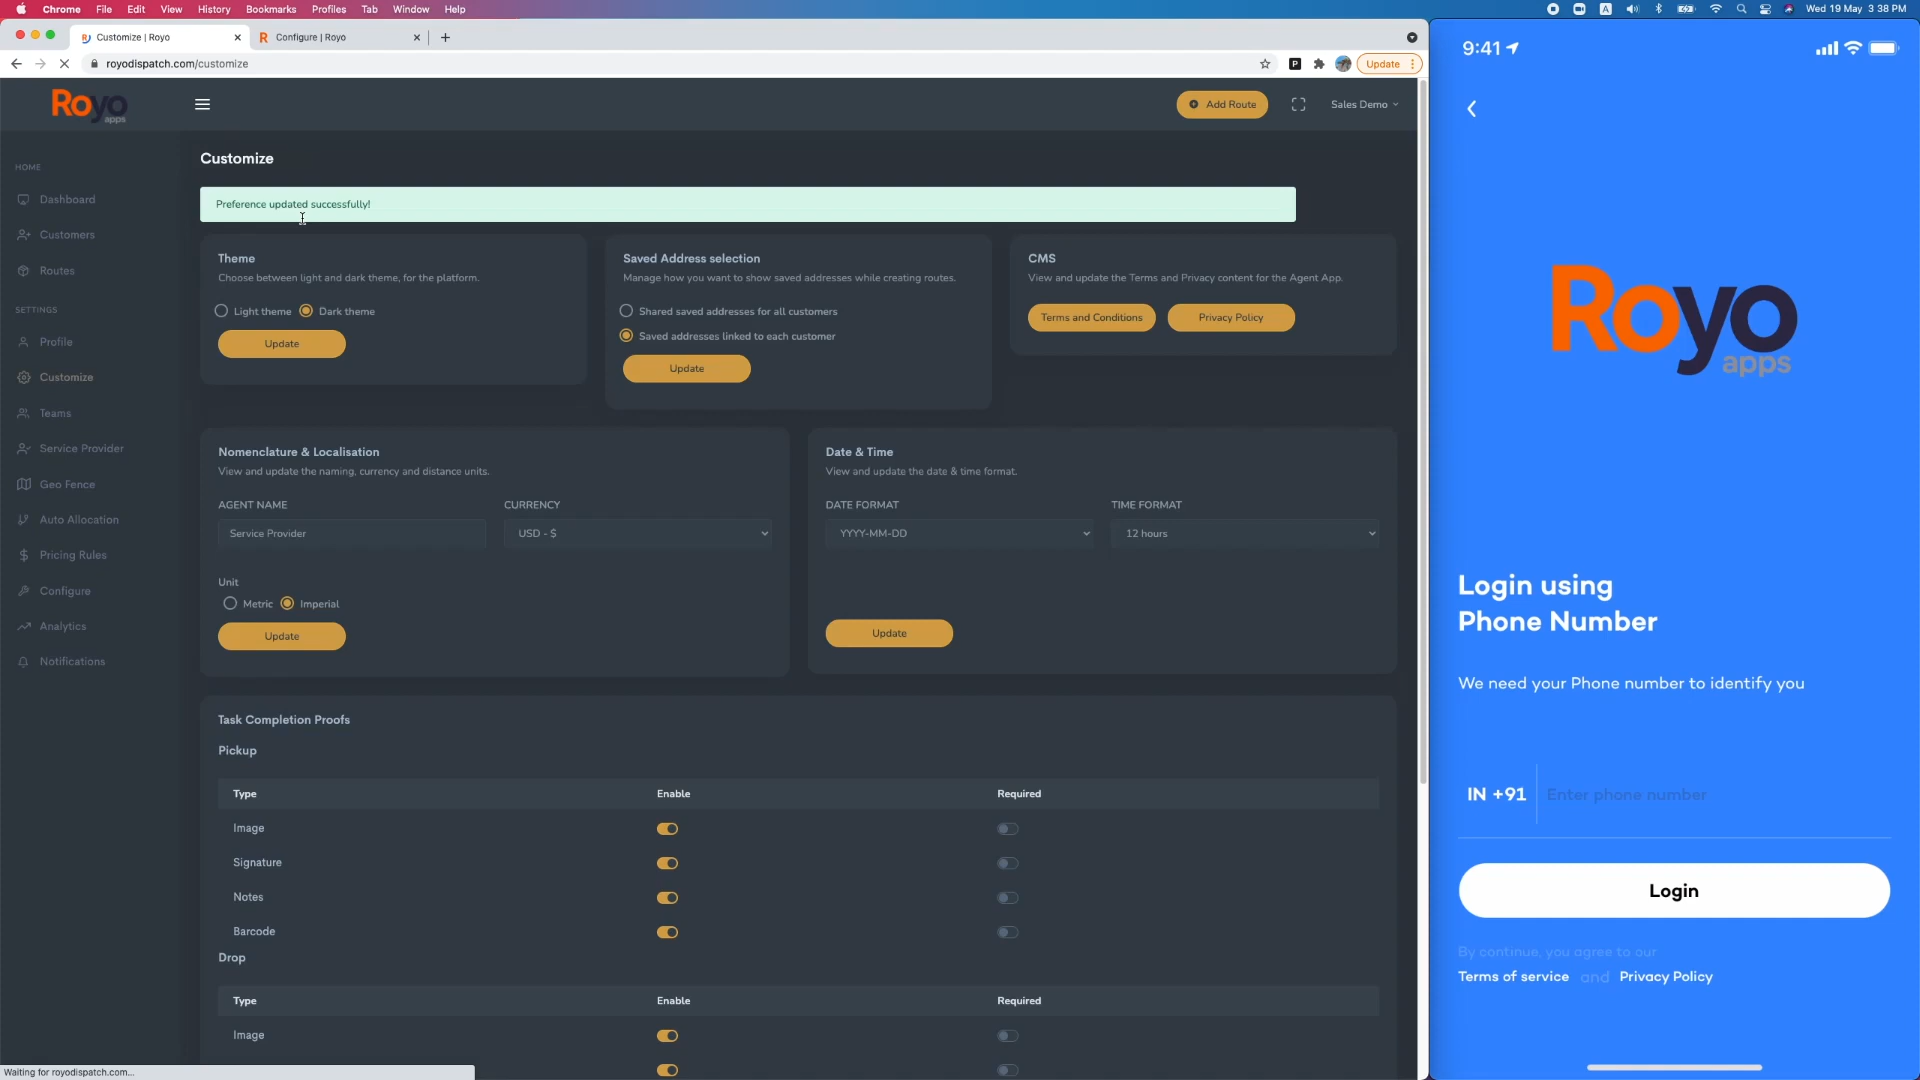 Chrome File Edit View History Bookmarks Profiles Tab Window Help
A Wed 19 May 3 38 PM
Customize | Royo
Configure | Royo
royodispatch.com/customize
P
Update
Royo
apps
Add Route
Sales Demo
HOME
Dashboard
Customers
Routes
SETTINGS
Profile
Customize
Teams
Service Provider
Geo Fence
Auto Allocation
Pricing Rules
Configure
Analytics
Notifications
Customize
Preference updated successfully!
Theme
Choose between light and dark theme, for the platform.
Light theme Dark theme
Update
Saved Address selection
Manage how you want to show saved addresses while creating routes.
Shared saved addresses for all customers
Saved addresses linked to each customer
Update
CMS
View and update the Terms and Privacy content for the Agent App.
Terms and Conditions
Privacy Policy
Nomenclature & Localisation
View and update the naming, currency and distance units.
AGENT NAME
CURRENCY
Service Provider
USD - $
Unit
Metric Imperial
Update
Date & Time
View and update the date & time format.
DATE FORMAT
TIME FORMAT
YYYY-MM-DD
12 hours
Update
Task Completion Proofs
Pickup
Type Enable Required
Image
Signature
Notes
Barcode
Drop
Type Enable Required
Image
Waiting for royodispatch.com...
9:41
Royo
apps
Login using
Phone Number
We need your Phone number to identify you
IN +91 Enter phone number
Login
By continue, you agree to our
Terms of service and Privacy Policy